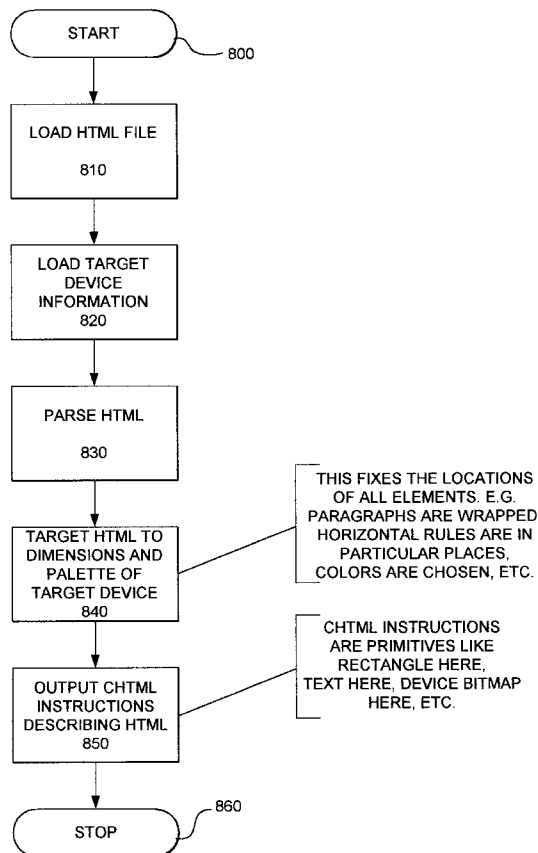 START
800
LOAD HTML FILE
810
LOAD TARGET
DEVICE
INFORMATION
820
PARSE HTML
830
THIS FIXES THE LOCATIONS
OF ALL ELEMENTS. E.G.
PARAGRAPHS ARE WRAPPED
HORIZONTAL RULES ARE IN
PARTICULAR PLACES,
COLORS ARE CHOSEN, ETC.
TARGET HTML TO
DIMENSIONS AND
PALETTE OF
TARGET DEVICE
840
CHTML INSTRUCTIONS
ARE PRIMITIVES LIKE
RECTANGLE HERE,
TEXT HERE, DEVICE BITMAP
HERE, ETC.
OUTPUT CHTML
INSTRUCTIONS
DESCRIBING HTML
850
860
STOP